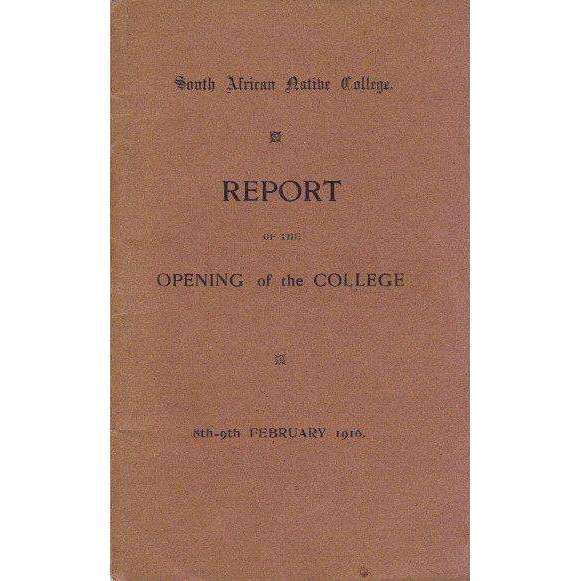 South African Native College.
REPORT
OF THE
OPENING of the COLLEGE
8th-9th FEBRUARY 1916.